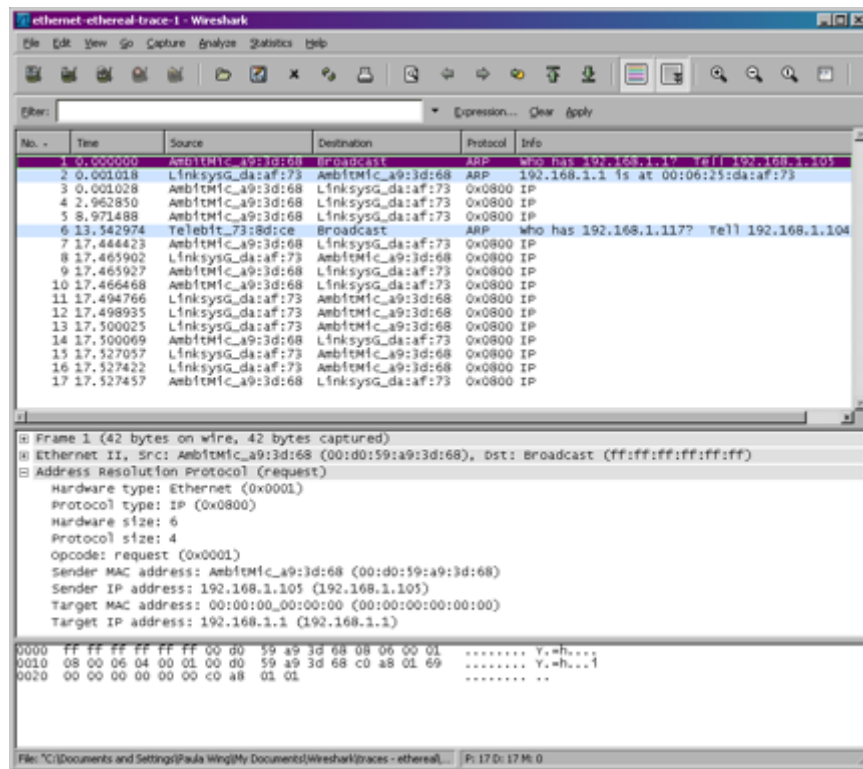 ethernet-ethereal-trace-1 - Wireshark
File Edit View Go Capture Analyze Statistics Help
Filter: Expression... Clear Apply
No. - Time Source Destination Protocol Info
1 0.000000 AmbitMic_a9:3d:68 Broadcast ARP Who has 192.168.1.1? Tell 192.168.1.105
2 0.001018 LinksysG_da:af:73 AmbitMic_a9:3d:68 ARP 192.168.1.1 is at 00:06:25:da:af:73
3 0.001028 AmbitMic_a9:3d:68 LinksysG_da:af:73 0x0800 IP
4 2.962850 AmbitMic_a9:3d:68 LinksysG_da:af:73 0x0800 IP
5 8.971488 AmbitMic_a9:3d:68 LinksysG_da:af:73 0x0800 IP
6 13.542974 Telebit_73:8d:ce Broadcast ARP Who has 192.168.1.117? Tell 192.168.1.104
7 17.444423 AmbitMic_a9:3d:68 LinksysG_da:af:73 0x0800 IP
8 17.465902 LinksysG_da:af:73 AmbitMic_a9:3d:68 0x0800 IP
9 17.465927 AmbitMic_a9:3d:68 LinksysG_da:af:73 0x0800 IP
10 17.466468 AmbitMic_a9:3d:68 LinksysG_da:af:73 0x0800 IP
11 17.494766 LinksysG_da:af:73 AmbitMic_a9:3d:68 0x0800 IP
12 17.498935 LinksysG_da:af:73 AmbitMic_a9:3d:68 0x0800 IP
13 17.500025 LinksysG_da:af:73 AmbitMic_a9:3d:68 0x0800 IP
14 17.500069 AmbitMic_a9:3d:68 LinksysG_da:af:73 0x0800 IP
15 17.527057 LinksysG_da:af:73 AmbitMic_a9:3d:68 0x0800 IP
16 17.527422 LinksysG_da:af:73 AmbitMic_a9:3d:68 0x0800 IP
17 17.527457 AmbitMic_a9:3d:68 LinksysG_da:af:73 0x0800 IP
Frame 1 (42 bytes on wire, 42 bytes captured)
Ethernet II, Src: AmbitMic_a9:3d:68 (00:d0:59:a9:3d:68), Dst: Broadcast (ff:ff:ff:ff:ff:ff)
Address Resolution Protocol (request)
Hardware type: Ethernet (0x0001)
Protocol type: IP (0x0800)
Hardware size: 6
Protocol size: 4
Opcode: request (0x0001)
Sender MAC address: AmbitMic_a9:3d:68 (00:d0:59:a9:3d:68)
Sender IP address: 192.168.1.105 (192.168.1.105)
Target MAC address: 00:00:00_00:00:00 (00:00:00:00:00:00)
Target IP address: 192.168.1.1 (192.168.1.1)
0000 ff ff ff ff ff ff 00 d0 59 a9 3d 68 08 06 00 01 ........ Y.=h....
0010 08 00 06 04 00 01 00 d0 59 a9 3d 68 c0 a8 01 69 ........ Y.=h...i
0020 00 00 00 00 00 00 c0 a8 01 01 ........ ..
File: "C:\Documents and Settings\Paula Wing\My Documents\Wireshark\traces - ethereal\... P: 17 D: 17 M: 0